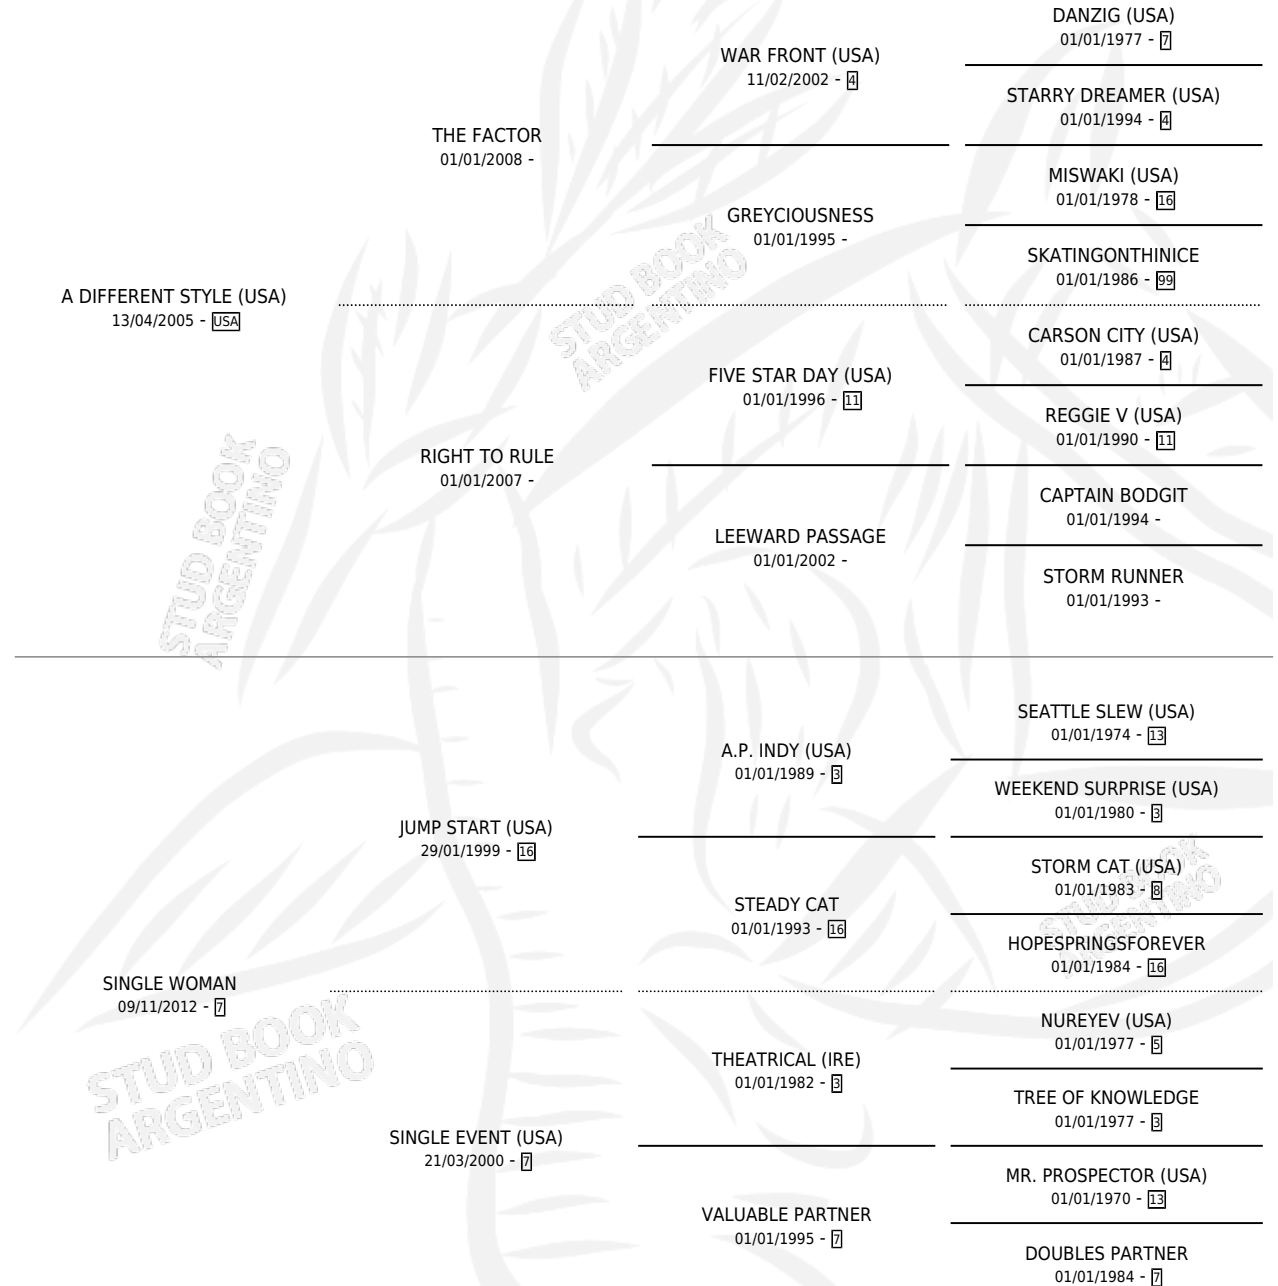 DANZIG (USA)
01/01/1977 - 7
WAR FRONT (USA)
11/02/2002 - 4
STARRY DREAMER (USA)
01/01/1994 - 4
THE FACTOR
01/01/2008 -
MISWAKI (USA)
01/01/1978 - 16
GREYCIOUSNESS
01/01/1995 -
SKATINGONTHINICE
01/01/1986 - 99
A DIFFERENT STYLE (USA)
13/04/2005 - USA
CARSON CITY (USA)
01/01/1987 - 4
FIVE STAR DAY (USA)
01/01/1996 - 11
REGGIE V (USA)
01/01/1990 - 11
RIGHT TO RULE
01/01/2007 -
CAPTAIN BODGIT
01/01/1994 -
LEEWARD PASSAGE
01/01/2002 -
STORM RUNNER
01/01/1993 -
STUD BOOK
ARGENTINO
STUD BOOK
ARGENTINO
SEATTLE SLEW (USA)
01/01/1974 - 13
A.P. INDY (USA)
01/01/1989 - 3
WEEKEND SURPRISE (USA)
01/01/1980 - 3
JUMP START (USA)
29/01/1999 - 16
STORM CAT (USA)
01/01/1983 - 8
STEADY CAT
01/01/1993 - 16
HOPESPRINGSFOREVER
01/01/1984 - 16
SINGLE WOMAN
09/11/2012 - 7
NUREYEV (USA)
01/01/1977 - 5
THEATRICAL (IRE)
01/01/1982 - 3
TREE OF KNOWLEDGE
01/01/1977 - 3
SINGLE EVENT (USA)
21/03/2000 - 7
MR. PROSPECTOR (USA)
01/01/1970 - 13
VALUABLE PARTNER
01/01/1995 - 7
DOUBLES PARTNER
01/01/1984 - 7
STUD BOOK
ARGENTINO
STUD BOOK
ARGENTINO